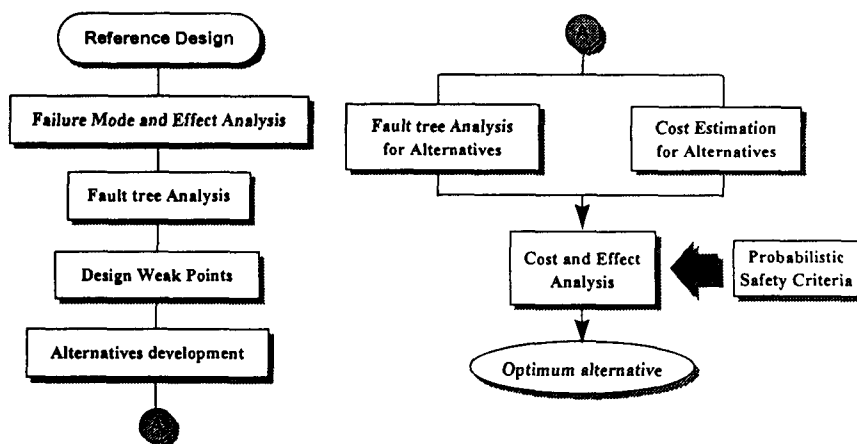 Reference Design
Failure Mode and Effect Analysis
Fault tree Analysis
Design Weak Points
Alternatives development
A
A
Fault tree Analysis
for Alternatives
Cost Estimation
for Alternatives
Cost and Effect
Analysis
Probabilistic
Safety Criteria
Optimum alternative